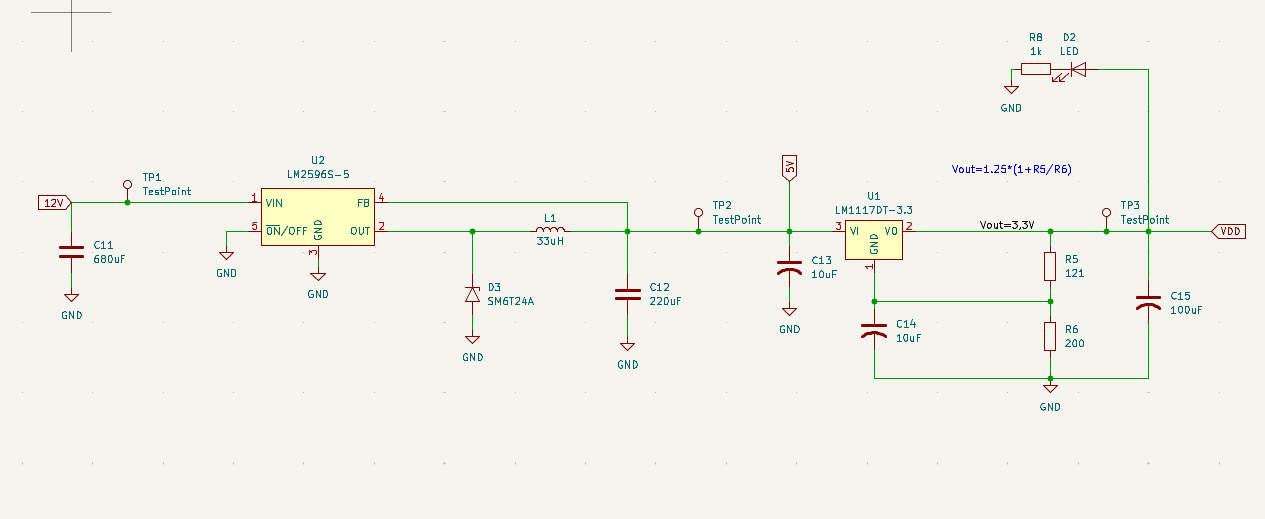 R8
1k
D2
LED
GND
Vout=1.25*(1+R5/R6)
12V
TP1
TestPoint
U2
LM2596S-5
1
VIN
FB
4
5
ON/OFF
GND
OUT
2
3
GND
GND
C11
680uF
GND
D3
SM6T24A
GND
L1
33uH
C12
220uF
GND
TP2
TestPoint
5V
C13
10uF
GND
U1
LM1117DT-3.3
3
VI
VO
2
GND
1
Vout=3,3V
C14
10uF
R5
121
R6
200
GND
TP3
TestPoint
VDD
C15
100uF